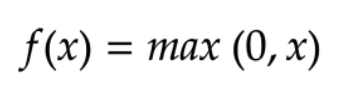 f(x) = max (0, x)